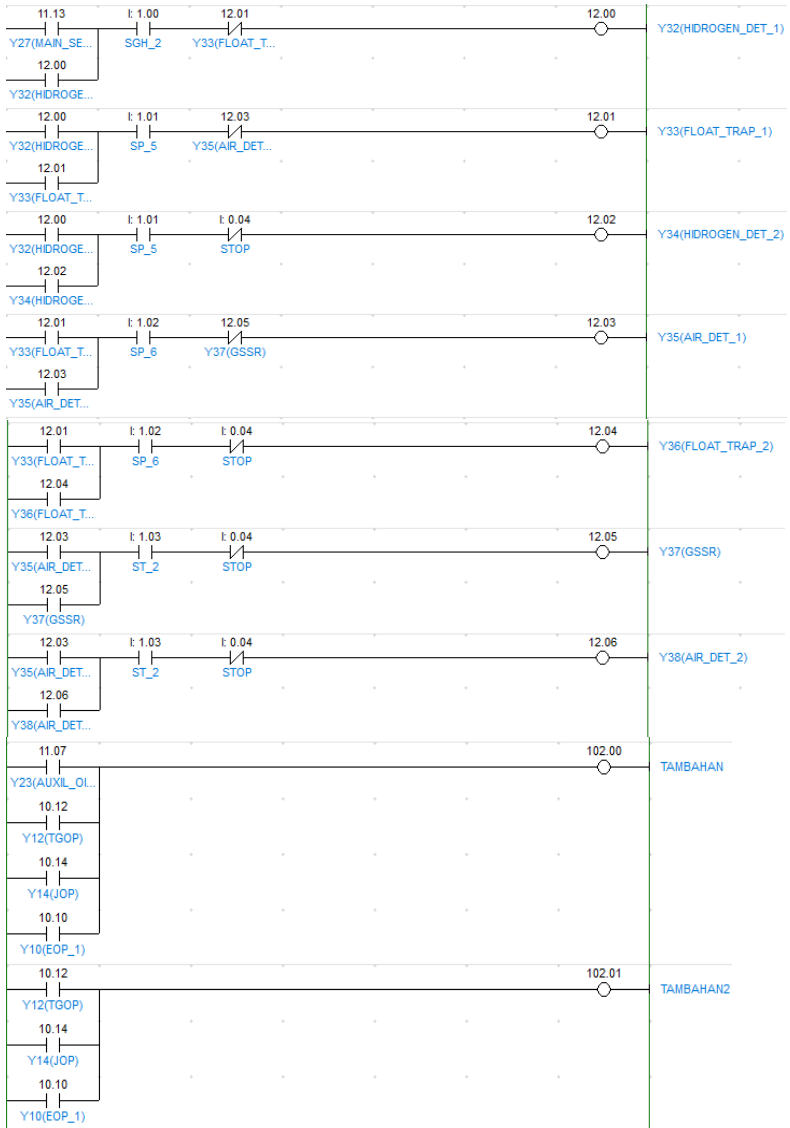 11.13 I: 1.00 12.01 12.00
Y27(MAIN_SE... SGH_2 Y33(FLOAT_T... Y32(HIDROGEN_DET_1)
12.00
Y32(HIDROGE...
12.00 I: 1.01 12.03 12.01
Y32(HIDROGE... SP_5 Y35(AIR_DET... Y33(FLOAT_TRAP_1)
12.01
Y33(FLOAT_T...
12.00 I: 1.01 I: 0.04 12.02
Y32(HIDROGE... SP_5 STOP Y34(HIDROGEN_DET_2)
12.02
Y34(HIDROGE...
12.01 I: 1.02 12.05 12.03
Y33(FLOAT_T... SP_6 Y37(GSSR) Y35(AIR_DET_1)
12.03
Y35(AIR_DET...
12.01 I: 1.02 I: 0.04 12.04
Y33(FLOAT_T... SP_6 STOP Y36(FLOAT_TRAP_2)
12.04
Y36(FLOAT_T...
12.03 I: 1.03 I: 0.04 12.05
Y35(AIR_DET... ST_2 STOP Y37(GSSR)
12.05
Y37(GSSR)
12.03 I: 1.03 I: 0.04 12.06
Y35(AIR_DET... ST_2 STOP Y38(AIR_DET_2)
12.06
Y38(AIR_DET...
11.07 102.00
Y23(AUXIL_OI... TAMBAHAN
10.12
Y12(TGOP)
10.14
Y14(JOP)
10.10
Y10(EOP_1)
10.12 102.01
Y12(TGOP) TAMBAHAN2
10.14
Y14(JOP)
10.10
Y10(EOP_1)